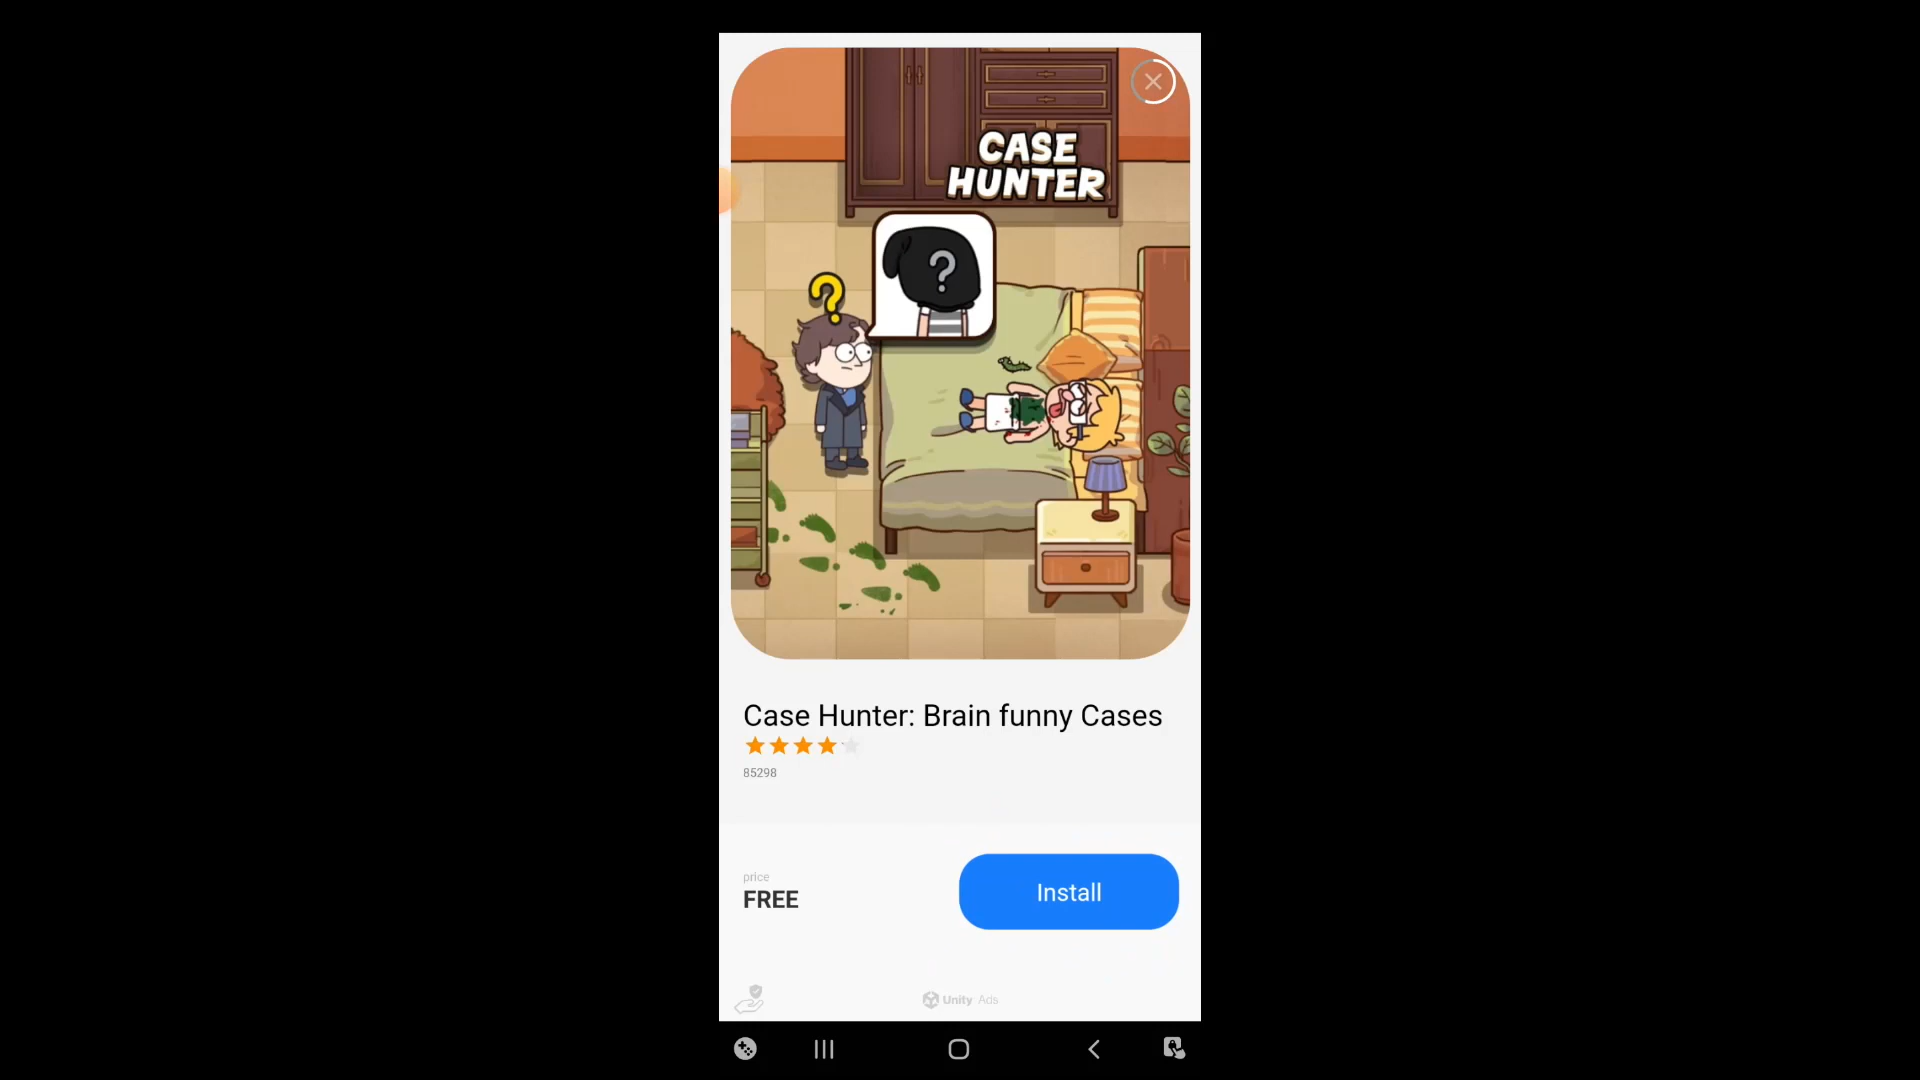 CASE
HUNTER
?
?
Case Hunter: Brain funny Cases
85298
price
FREE
Install
Unity Ads